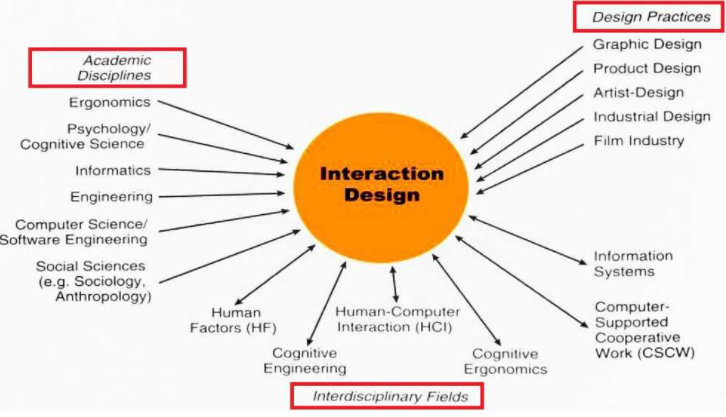 Academic
Disciplines
Ergonomics
Psychology/
Cognitive Science
Informatics
Engineering
Computer Science/
Software Engineering
Social Sciences
(e.g. Sociology,
Anthropology)
Design Practices
Graphic Design
Product Design
Artist-Design
Industrial Design
Film Industry
Interaction
Design
Information
Systems
Computer-
Supported
Cooperative
Work (CSCW)
Human
Factors (HF)
Cognitive
Engineering
Human-Computer
Interaction (HCI)
Cognitive
Ergonomics
Interdisciplinary Fields